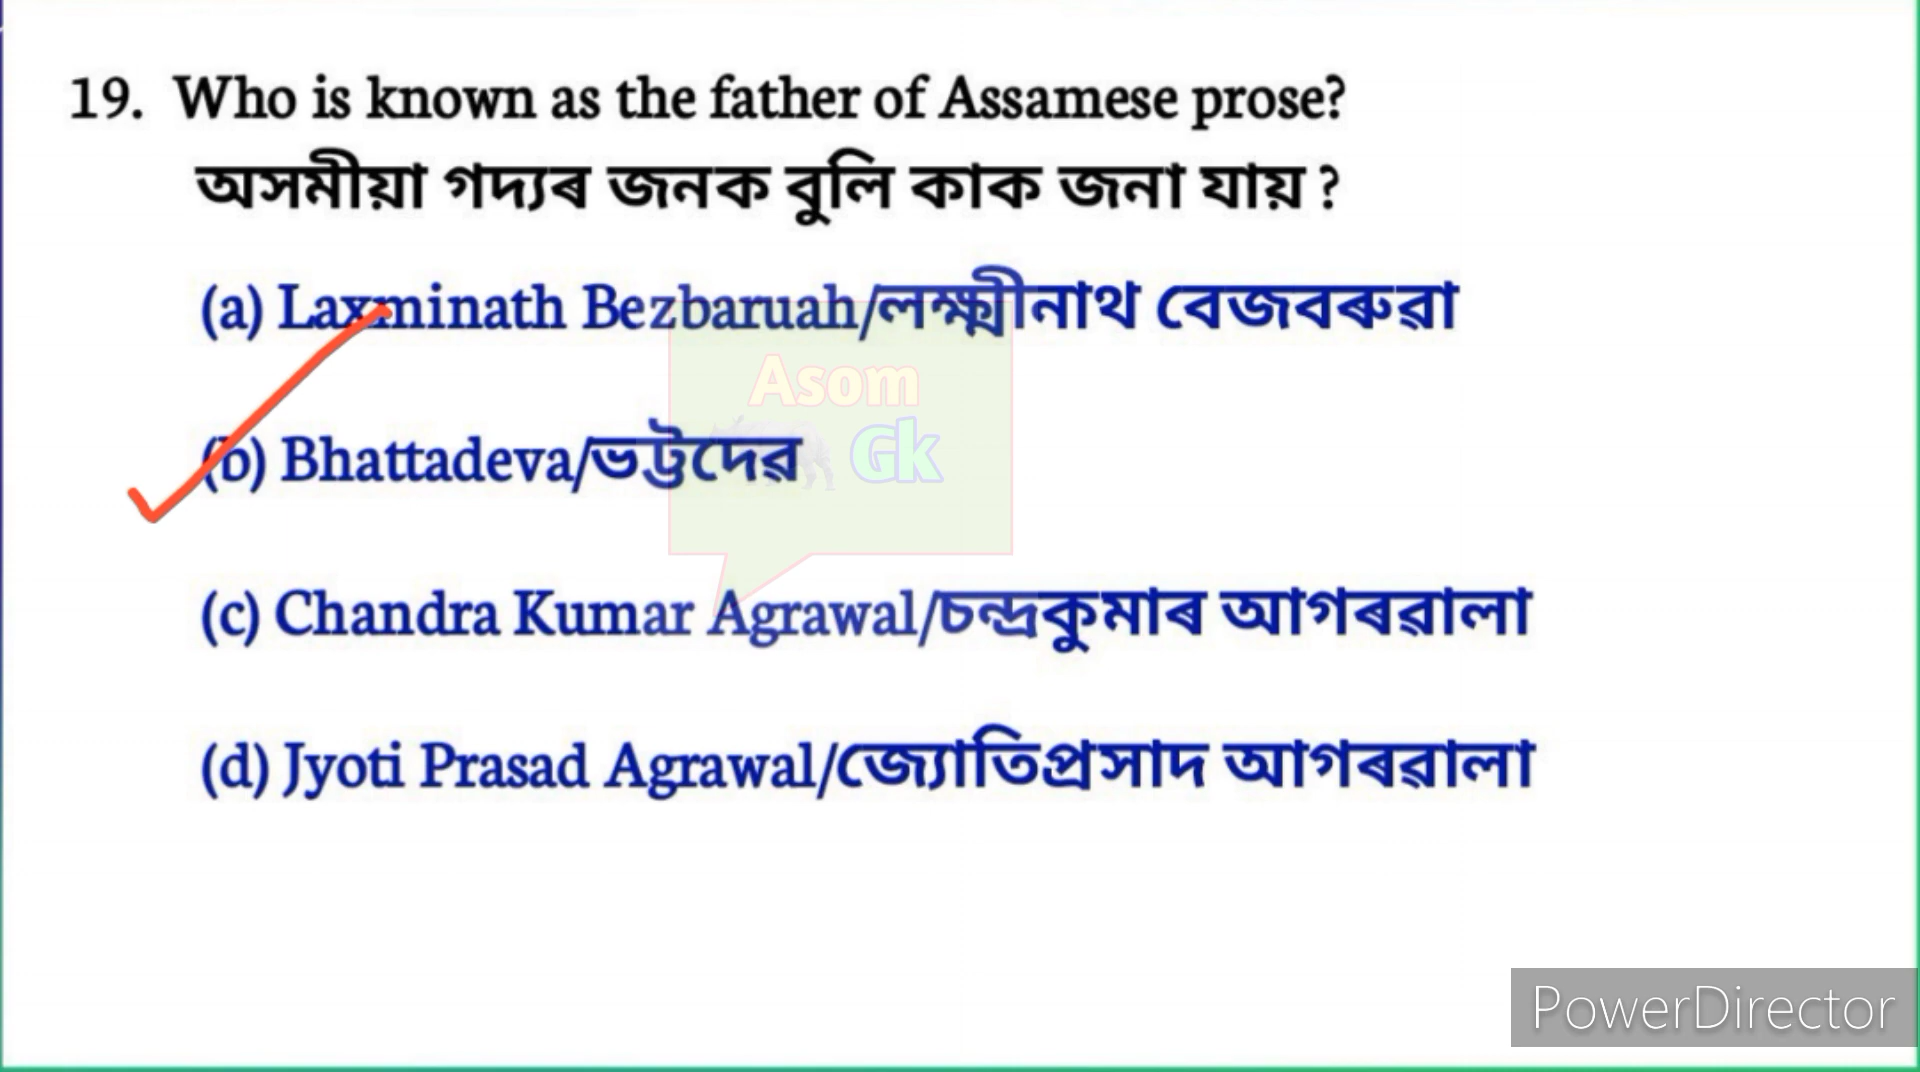 19. Who is known as the father of Assamese prose?
অসমীয়া গদ্যৰ জনক বুলি কাক জনা যায় ?
(a) Laxminath Bezbaruah/লক্ষ্মীনাথ বেজবৰুৱা
Asom
(b) Bhattadeva/ভট্টদেৱ
Gk
(c) Chandra Kumar Agrawal/চন্দ্ৰকুমাৰ আগৰৱালা
(d) Jyoti Prasad Agrawal/জ্যোতিপ্ৰসাদ আগৰৱালা
PowerDirector